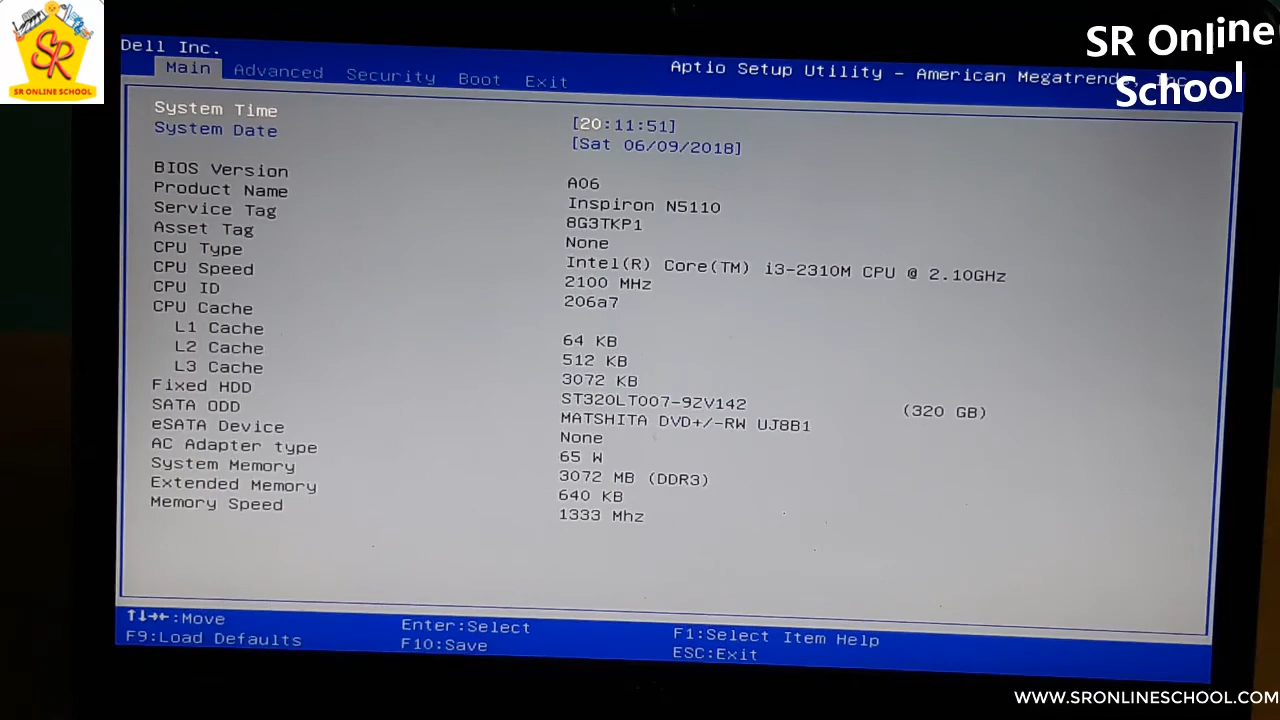 SR
SR ONLINE SCHOOL
SR Online
School
Dell Inc.
Aptio Setup Utility - American Megatrends, Inc.
Main Advanced Security Boot Exit
System Time [20:11:51]
System Date [Sat 06/09/2018]
BIOS Version A06
Product Name Inspiron N5110
Service Tag 8G3TKP1
Asset Tag None
CPU Type Intel(R) Core(TM) i3-2310M CPU @ 2.10GHz
CPU Speed 2100 MHz
CPU ID 206a7
CPU Cache
L1 Cache 64 KB
L2 Cache 512 KB
L3 Cache 3072 KB
Fixed HDD ST320LT007-9ZV142 (320 GB)
SATA ODD MATSHITA DVD+/-RW UJ8B1
eSATA Device None
AC Adapter type 65 W
System Memory 3072 MB (DDR3)
Extended Memory 640 KB
Memory Speed 1333 Mhz
↑↓→←:Move Enter:Select F1:Select Item Help
F9:Load Defaults F10:Save ESC:Exit
WWW.SRONLINESCHOOL.COM